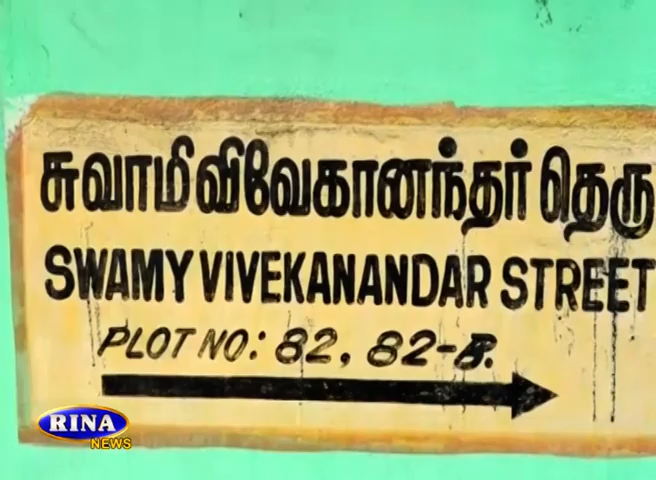 சுவாமி விவேகானந்தர் தெரு
SWAMY VIVEKANANDAR STREET
PLOT NO: 82, 82-B.
RINA
NEWS